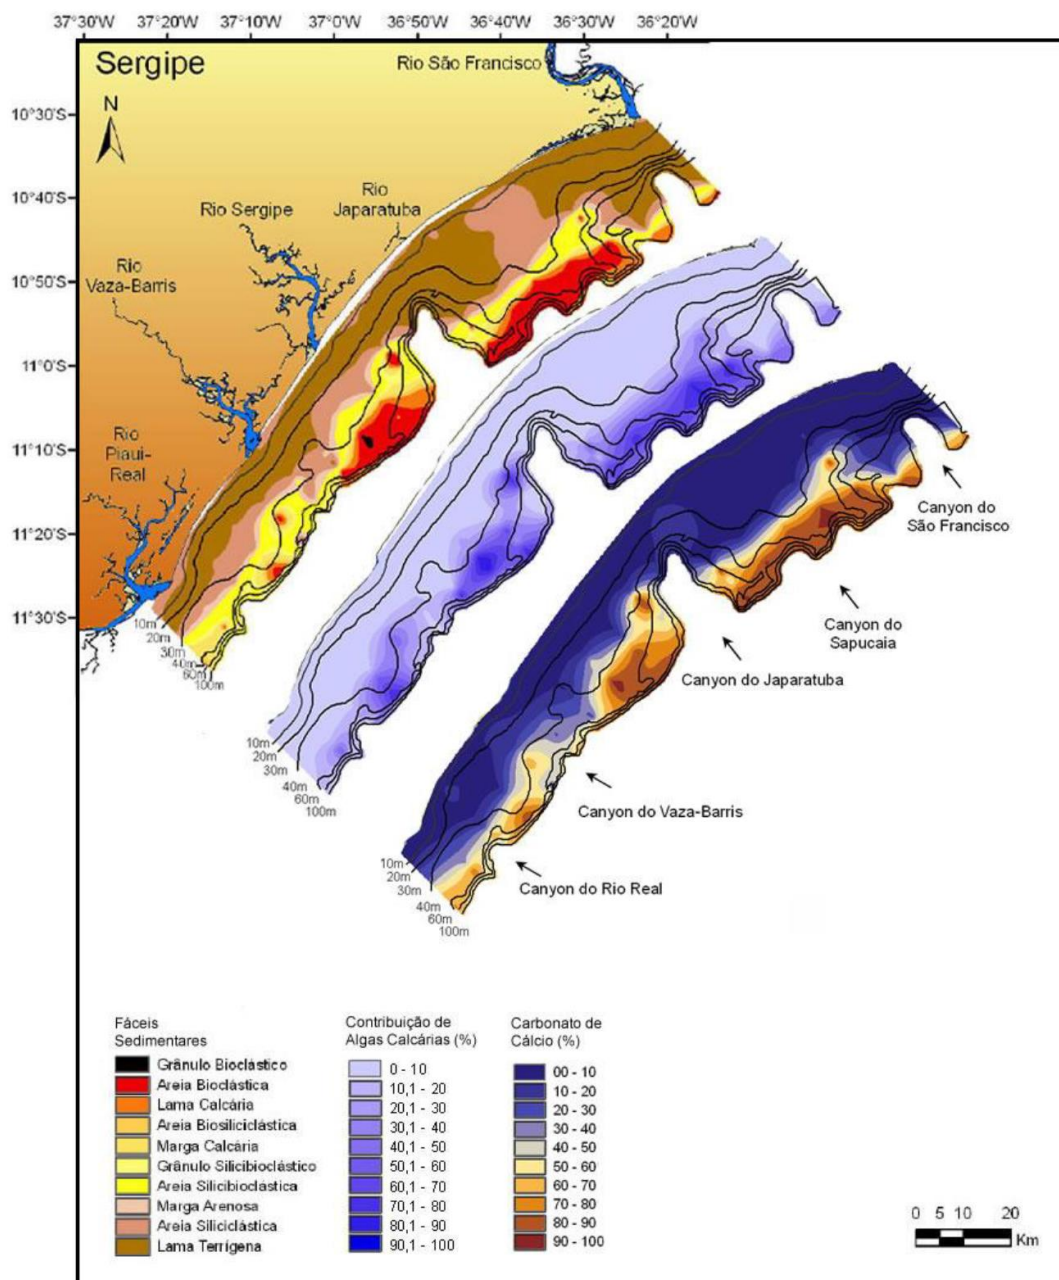 37°30'W 37°20'W 37°10'W 37°00'W 36°50'W 36°40'W 36°30'W 36°20'W
Sergipe
Rio São Francisco
N
10°30'S
10°40'S
10°50'S
11°0'S
11°10'S
11°20'S
11°30'S
Rio
Japaratuba
Rio Sergipe
Rio
Vaza-Barris
Rio
Piaui-
Real
10m
20m
30m
40m
60m
100m
10m
20m
30m
40m
60m
100m
10m
20m
30m
40m
60m
100m
Canyon do
São Francisco
Canyon do
Sapucaia
Canyon do Japaratuba
Canyon do Vaza-Barris
Canyon do Rio Real
Fáceis
Sedimentares
Grânulo Bioclástico
Areia Bioclástica
Lama Calcária
Areia Biosiliciclástica
Marga Calcária
Grânulo Silicibioclástico
Areia Silicibioclástica
Marga Arenosa
Areia Siliciclástica
Lama Terrígena
Contribuição de
Algas Calcárias (%)
0 - 10
10,1 - 20
20,1 - 30
30,1 - 40
40,1 - 50
50,1 - 60
60,1 - 70
70,1 - 80
80,1 - 90
90,1 - 100
Carbonato de
Cálcio (%)
00 - 10
10 - 20
20 - 30
30 - 40
40 - 50
50 - 60
60 - 70
70 - 80
80 - 90
90 - 100
0 5 10 20
Km